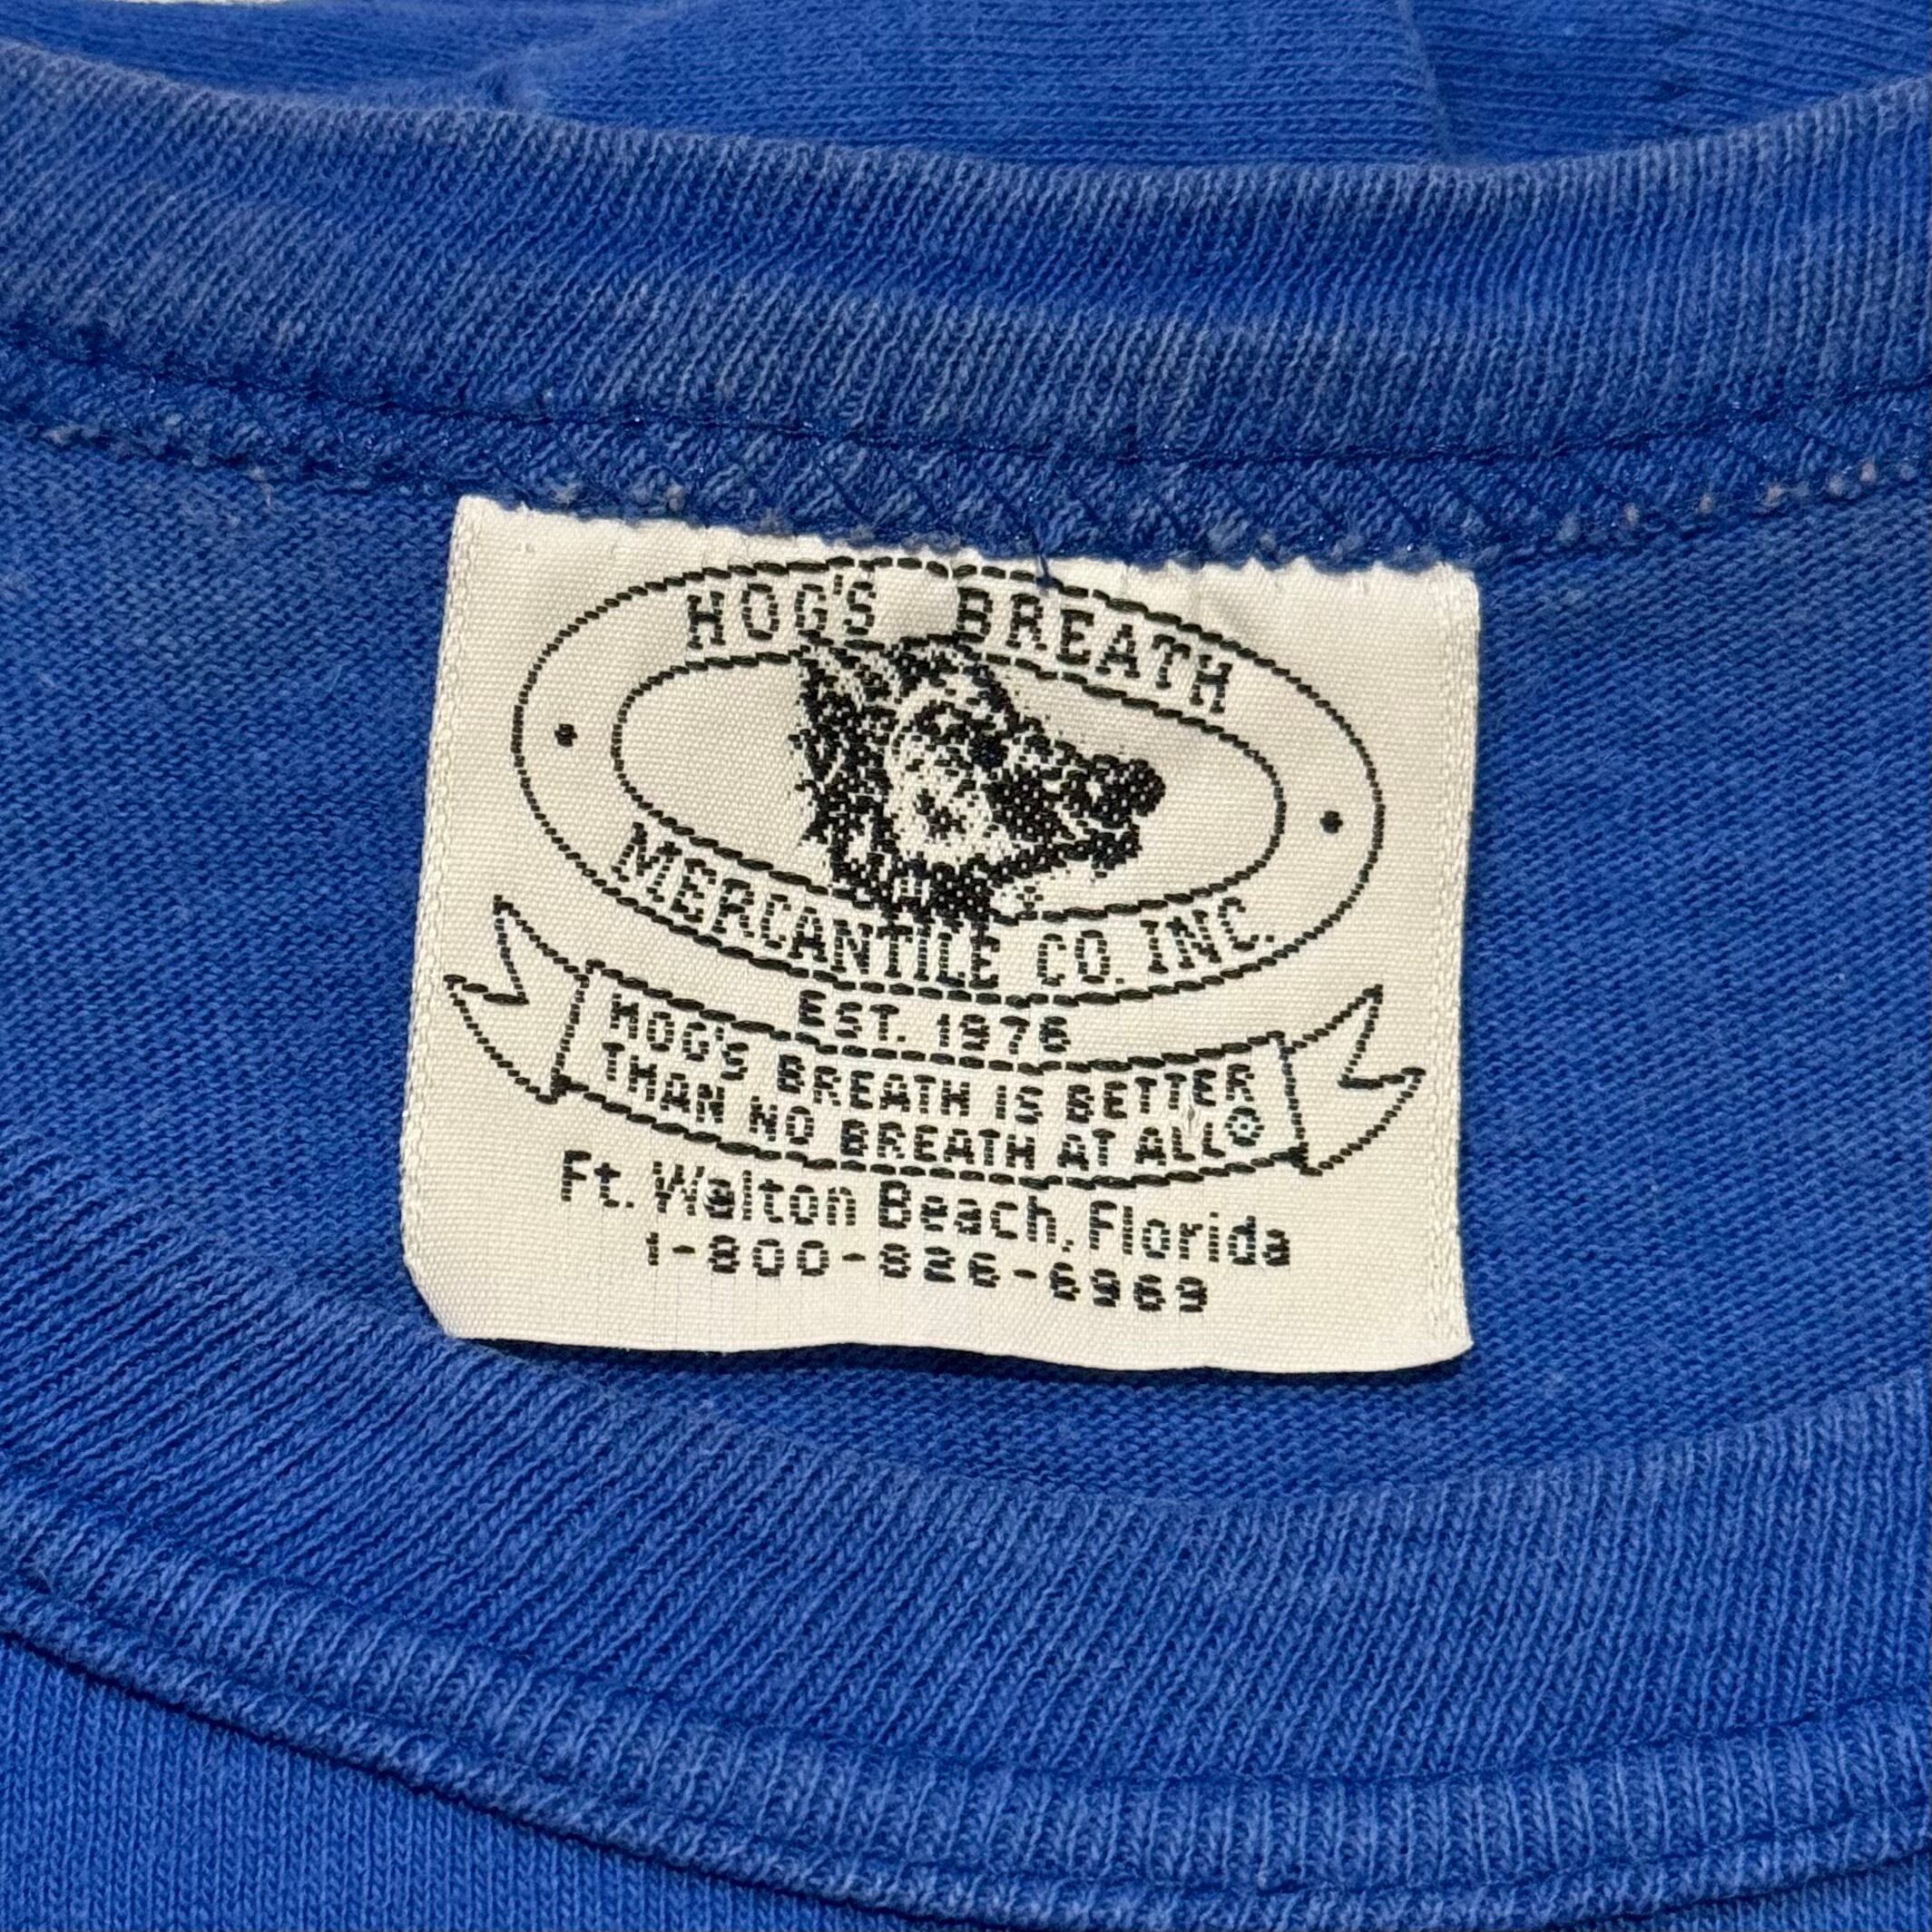 HOG'S BREATH
MERCANTILE CO. INC.
EST. 1976
HOG'S BREATH IS BETTER
THAN NO BREATH AT ALL®
Ft. Walton Beach, Florida
1-800-826-6969